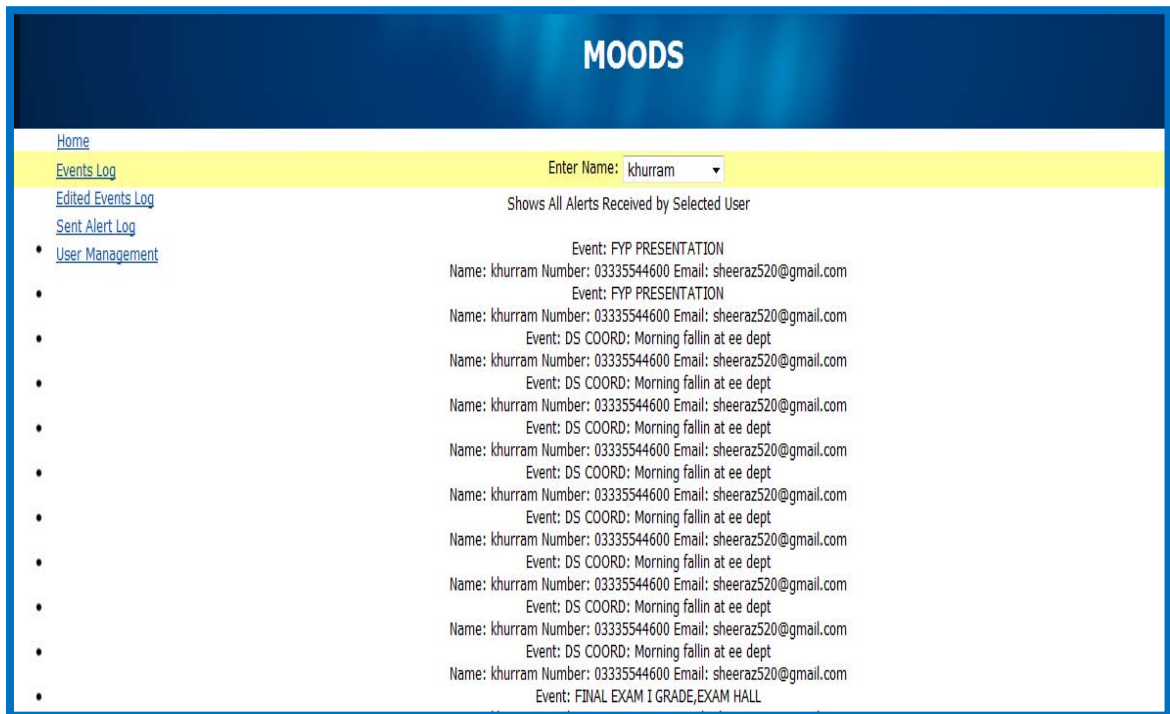 MOODS
Home
Events Log
Enter Name: khurram
Edited Events Log
Shows All Alerts Received by Selected User
Sent Alert Log
User Management
Event: FYP PRESENTATION
Name: khurram Number: 03335544600 Email: sheeraz520@gmail.com
Event: FYP PRESENTATION
Name: khurram Number: 03335544600 Email: sheeraz520@gmail.com
Event: DS COORD: Morning fallin at ee dept
Name: khurram Number: 03335544600 Email: sheeraz520@gmail.com
Event: DS COORD: Morning fallin at ee dept
Name: khurram Number: 03335544600 Email: sheeraz520@gmail.com
Event: DS COORD: Morning fallin at ee dept
Name: khurram Number: 03335544600 Email: sheeraz520@gmail.com
Event: DS COORD: Morning fallin at ee dept
Name: khurram Number: 03335544600 Email: sheeraz520@gmail.com
Event: DS COORD: Morning fallin at ee dept
Name: khurram Number: 03335544600 Email: sheeraz520@gmail.com
Event: DS COORD: Morning fallin at ee dept
Name: khurram Number: 03335544600 Email: sheeraz520@gmail.com
Event: DS COORD: Morning fallin at ee dept
Name: khurram Number: 03335544600 Email: sheeraz520@gmail.com
Event: DS COORD: Morning fallin at ee dept
Name: khurram Number: 03335544600 Email: sheeraz520@gmail.com
Event: FINAL EXAM I GRADE,EXAM HALL